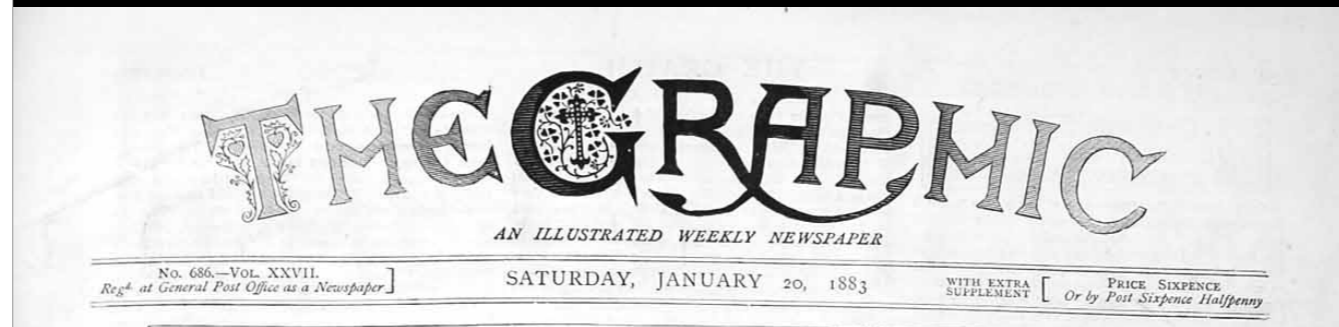 THE GRAPHIC
AN ILLUSTRATED WEEKLY NEWSPAPER
No. 686.—Vol. XXVII.
Regd. at General Post Office as a Newspaper
SATURDAY, JANUARY 20, 1883
WITH EXTRA
SUPPLEMENT
PRICE SIXPENCE
Or by Post Sixpence Halfpenny